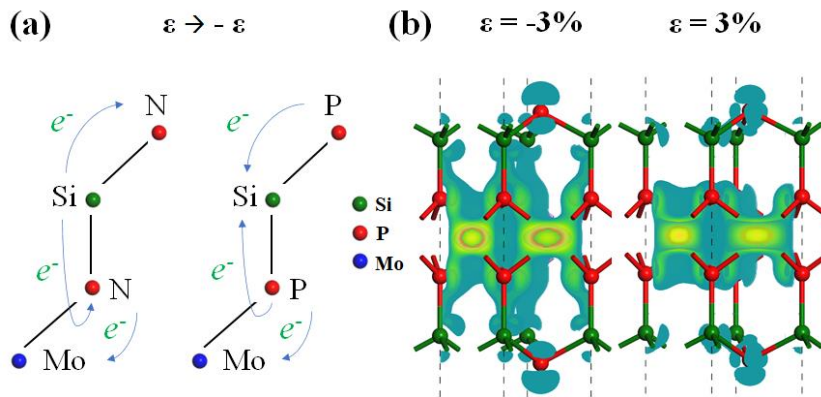 (a) ε → - ε
(b) ε = -3% ε = 3%
N P
e- e-
Si Si
Si
P
Mo
e- e-
N P
e- e-
Mo Mo